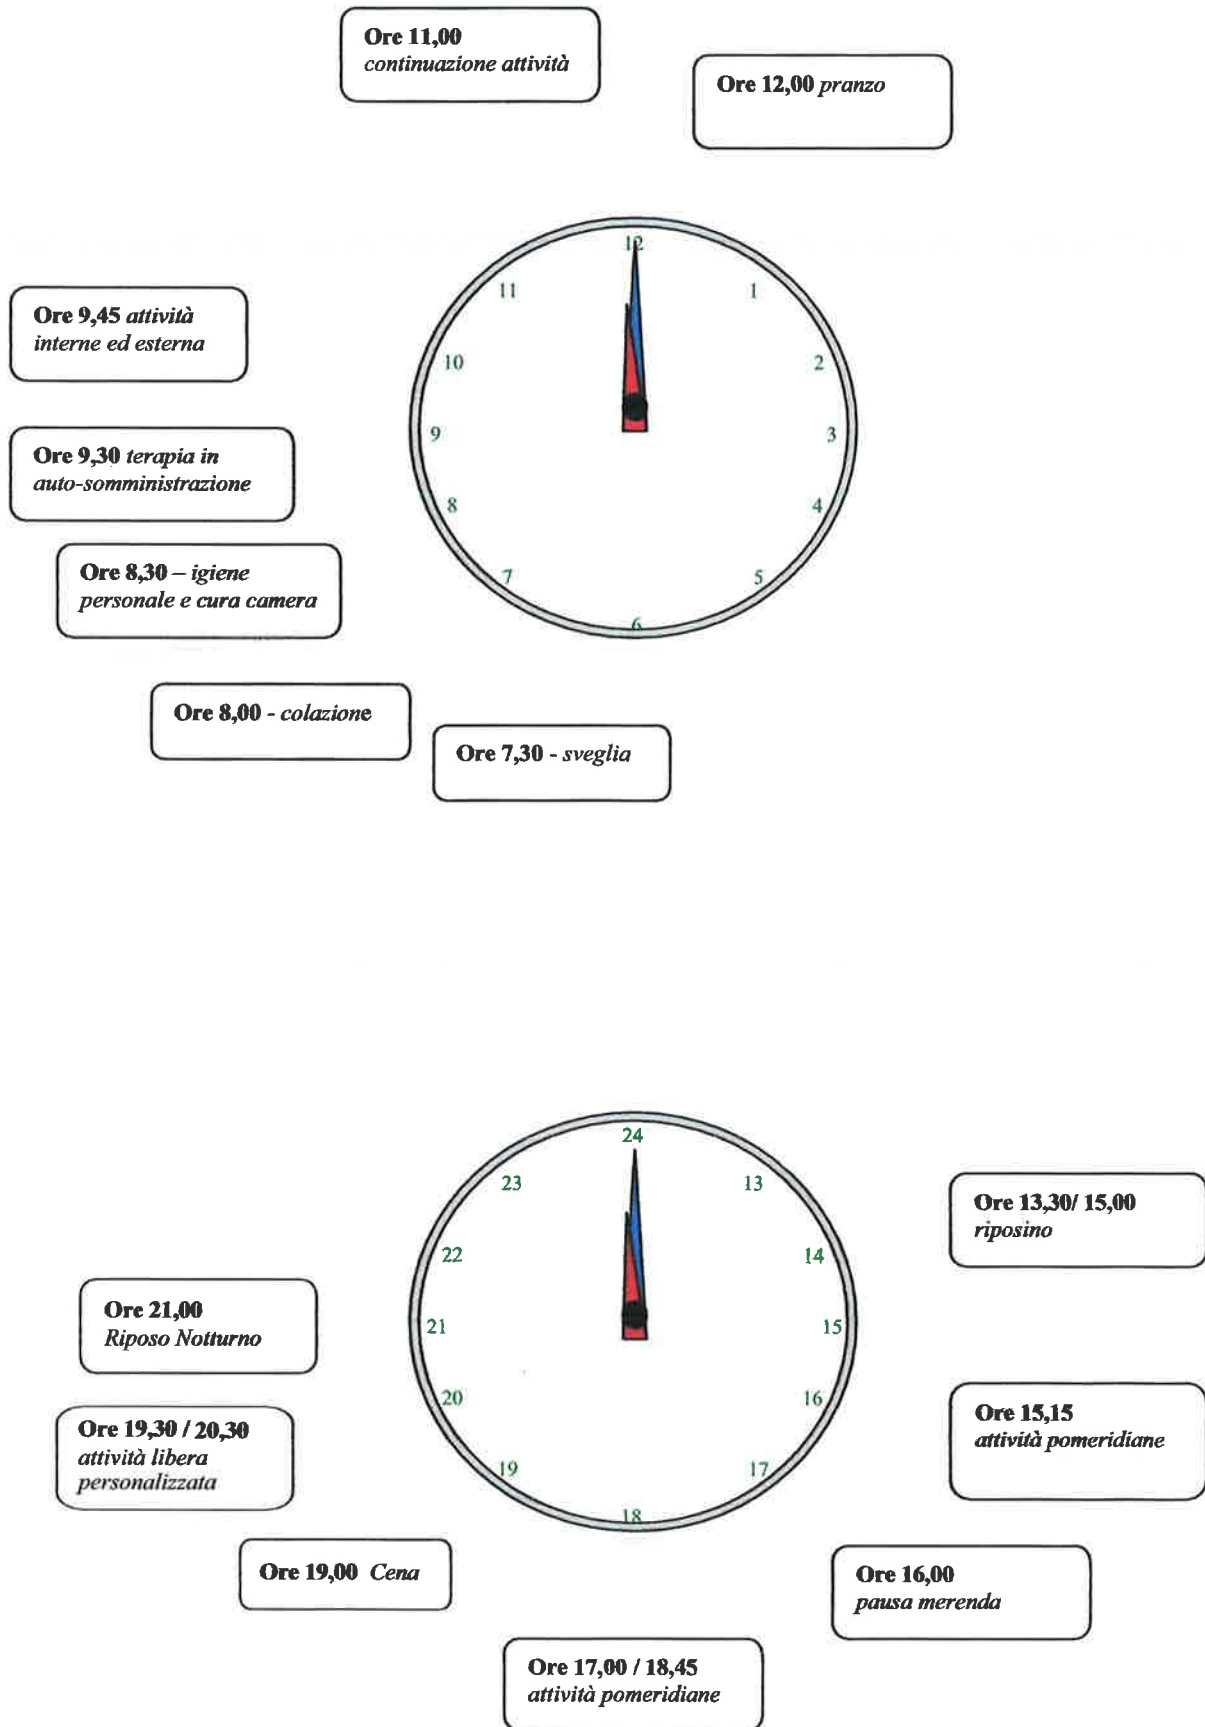 Ore 11,00
continuazione attività
Ore 12,00 pranzo
12
11
1
Ore 9,45 attività
interne ed esterna
10
2
9
3
Ore 9,30 terapia in
auto-somministrazione
8
4
Ore 8,30 – igiene
personale e cura camera
7
5
6
Ore 8,00 - colazione
Ore 7,30 - sveglia
24
23
13
Ore 13,30/ 15,00
riposino
22
14
Ore 21,00
Riposo Notturno
21
15
20
16
Ore 15,15
attività pomeridiane
Ore 19,30 / 20,30
attività libera
personalizzata
19
17
18
Ore 19,00 Cena
Ore 16,00
pausa merenda
Ore 17,00 / 18,45
attività pomeridiane